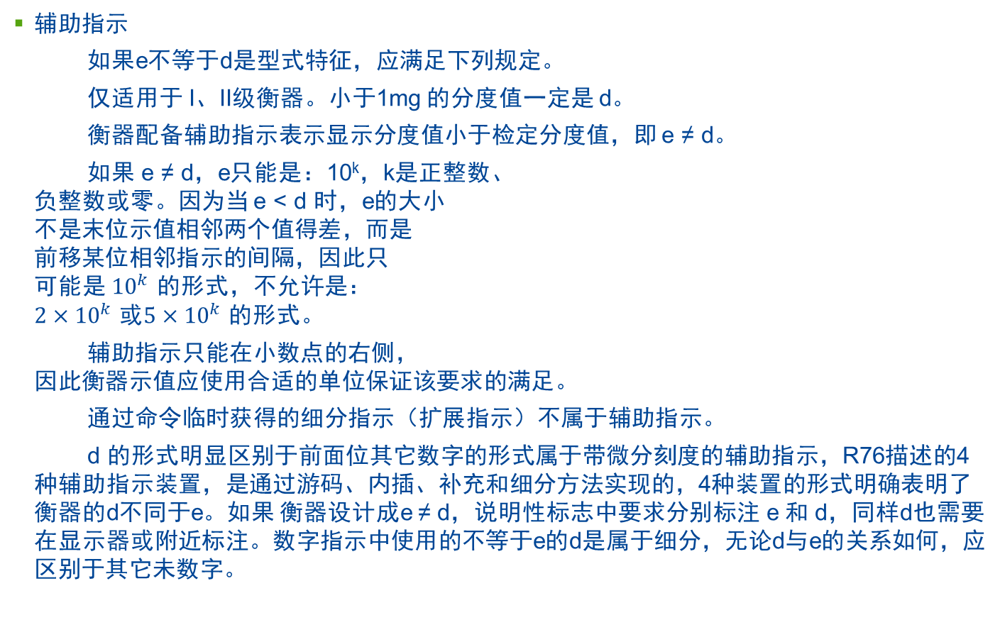 ▪ 辅助指示
如果e不等于d是型式特征，应满足下列规定。
仅适用于 I、II级衡器。小于1mg 的分度值一定是 d。
衡器配备辅助指示表示显示分度值小于检定分度值，即 e ≠ d。
如果 e ≠ d，e只能是：10ᵏ，k是正整数、
负整数或零。因为当 e < d 时，e的大小
不是末位示值相邻两个值得差，而是
前移某位相邻指示的间隔，因此只
可能是 10ᵏ 的形式，不允许是：
2 × 10ᵏ 或5 × 10ᵏ 的形式。
辅助指示只能在小数点的右侧，
因此衡器示值应使用合适的单位保证该要求的满足。
通过命令临时获得的细分指示（扩展指示）不属于辅助指示。
d 的形式明显区别于前面位其它数字的形式属于带微分刻度的辅助指示，R76描述的4
种辅助指示装置，是通过游码、内插、补充和细分方法实现的，4种装置的形式明确表明了
衡器的d不同于e。如果 衡器设计成e ≠ d，说明性标志中要求分别标注 e 和 d，同样d也需要
在显示器或附近标注。数字指示中使用的不等于e的d是属于细分，无论d与e的关系如何，应
区别于其它未数字。